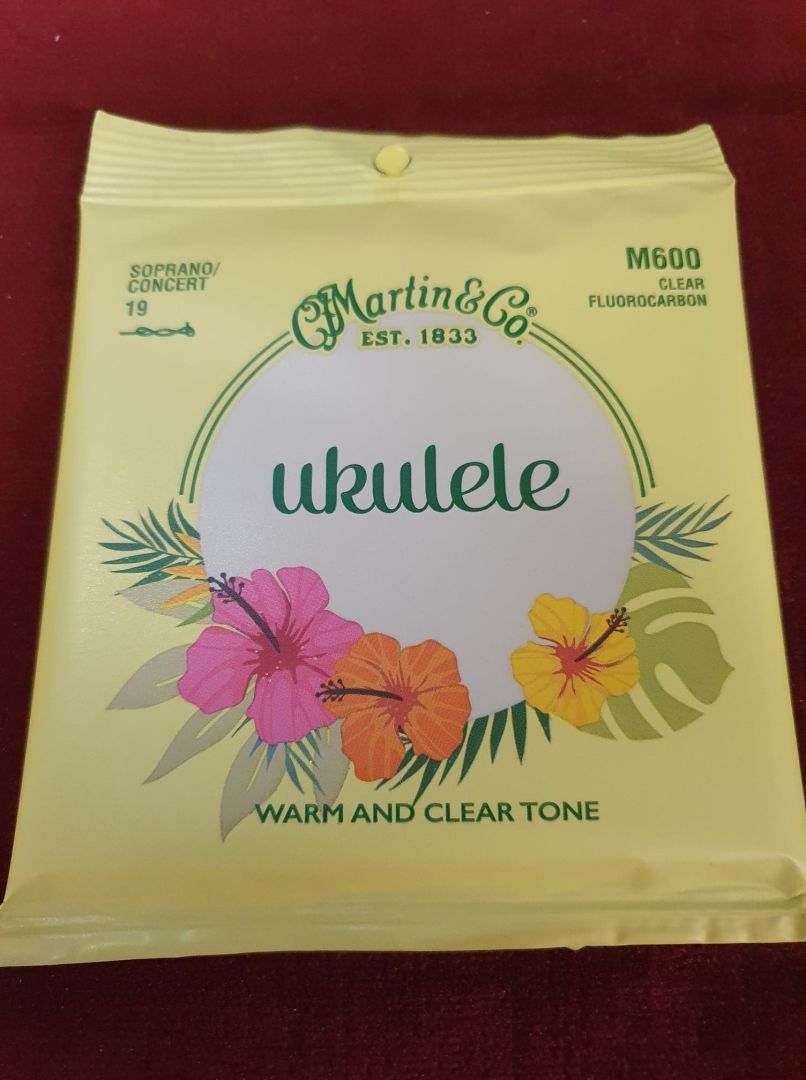 SOPRANO/
CONCERT
19
M600
CLEAR
FLUOROCARBON
CFMartin & Co.®
EST. 1833
ukulele
WARM AND CLEAR TONE